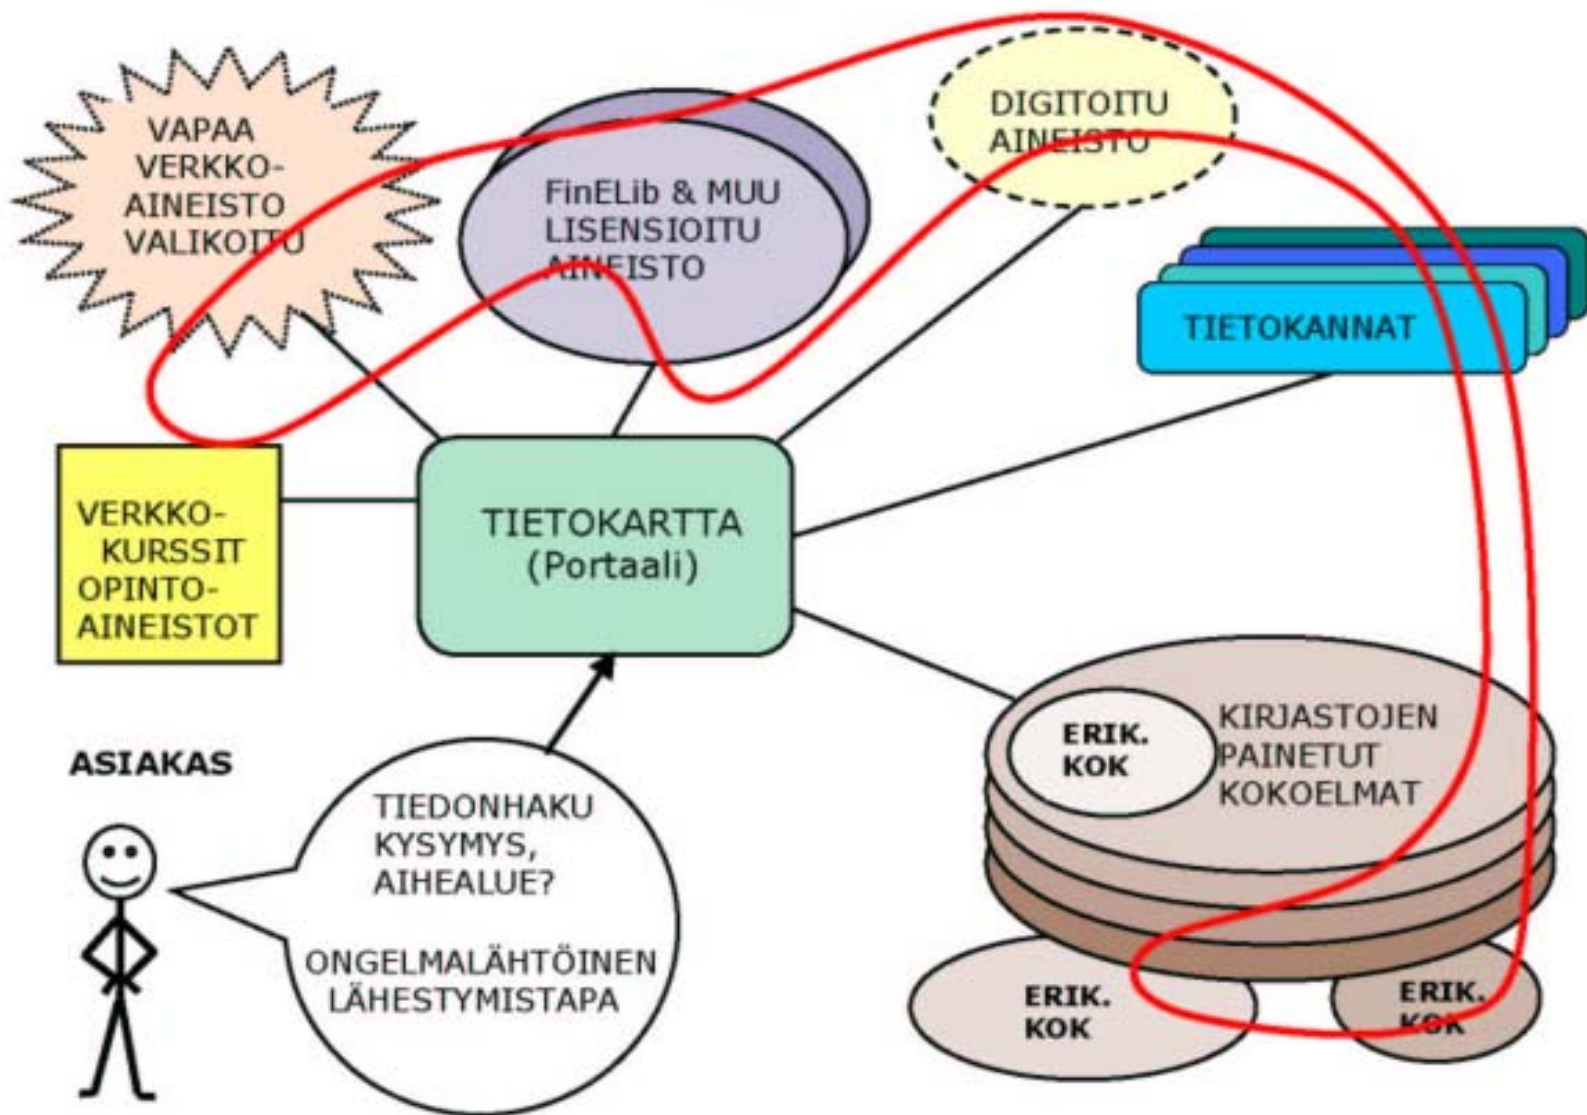 VAPAA
VERKKO-
AINEISTO
VALIKOITU
FinELib & MUU
LISENSIOITU
AINEISTO
DIGITOITU
AINEISTO
TIETOKANNAT
VERKKO-
KURSSIT
OPINTO-
AINEISTOT
TIETOKARTTA
(Portaali)
ERIK.
KOK
KIRJASTOJEN
PAINETUT
KOKOELMAT
ASIAKAS
TIEDONHAKU
KYSYMYS,
AIHEALUE?
ONGELMALÄHTÖINEN
LÄHESTYMISTAPA
ERIK.
KOK
ERIK.
KOK